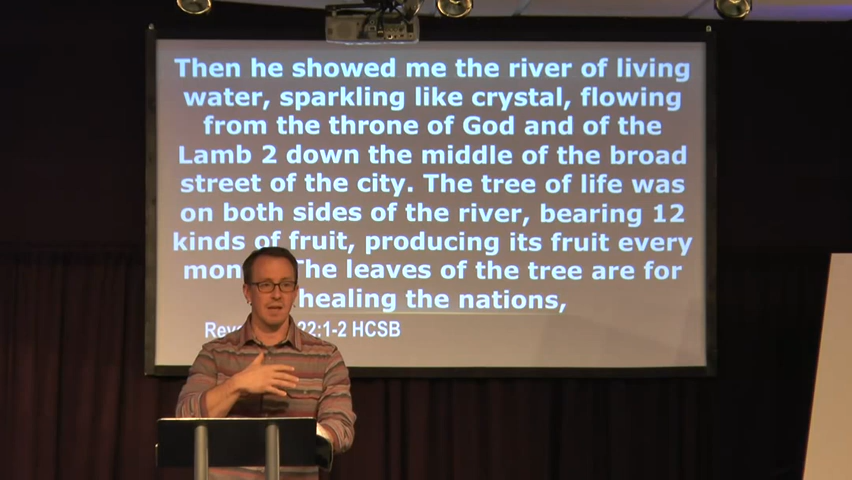 Then he showed me the river of living
water, sparkling like crystal, flowing
from the throne of God and of the
Lamb 2 down the middle of the broad
street of the city. The tree of life was
on both sides of the river, bearing 12
kinds of fruit, producing its fruit every
The leaves of the tree are for
healing the nations,
22:1-2 HCSB